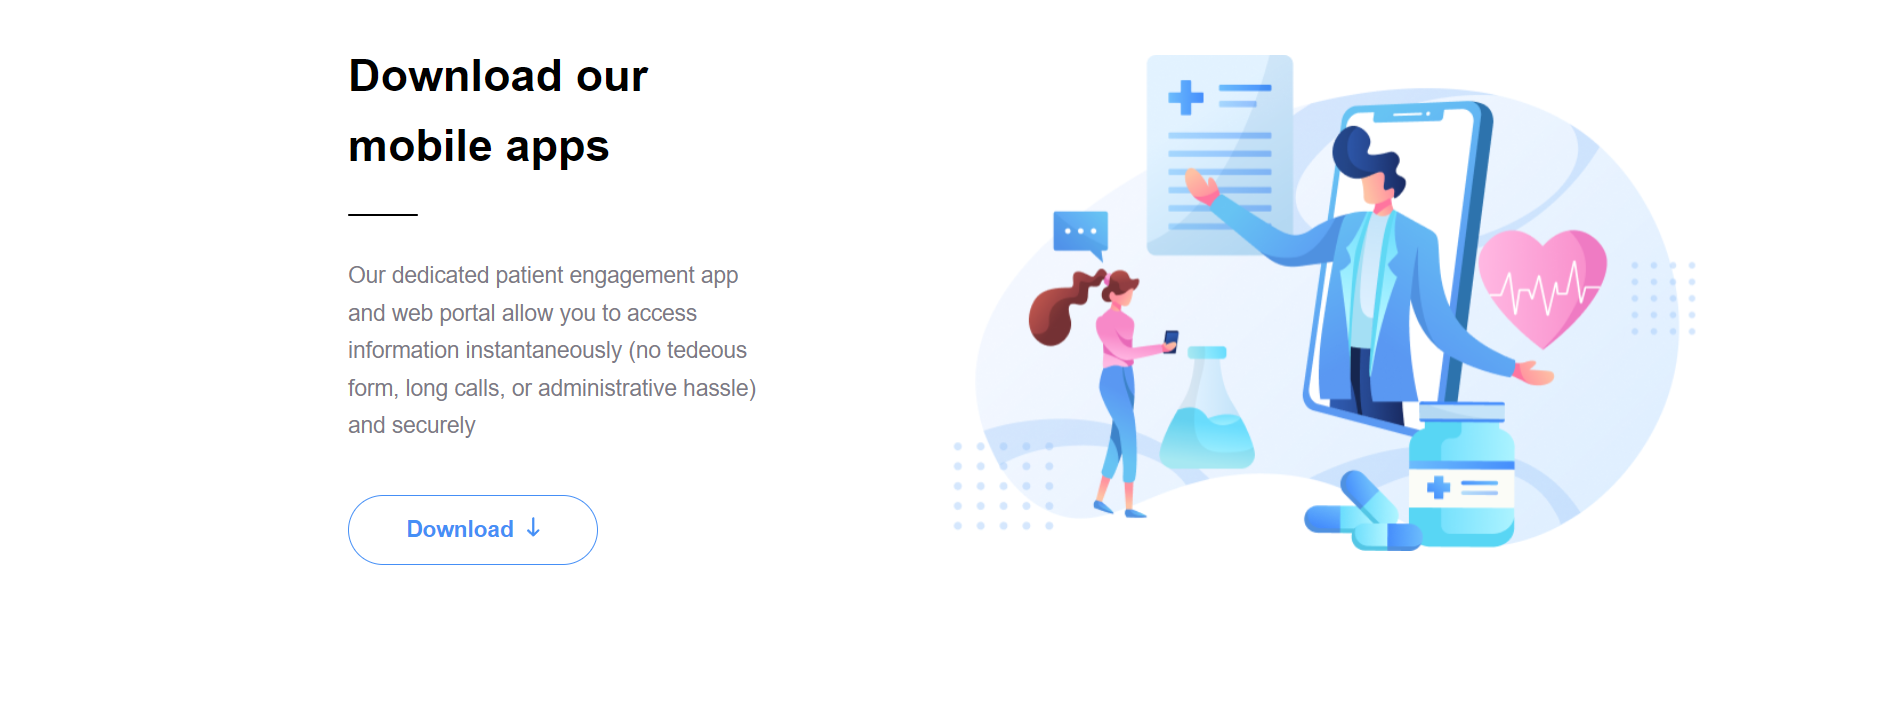 Download our
mobile apps
Our dedicated patient engagement app
and web portal allow you to access
information instantaneously (no tedeous
form, long calls, or administrative hassle)
and securely
Download ↓